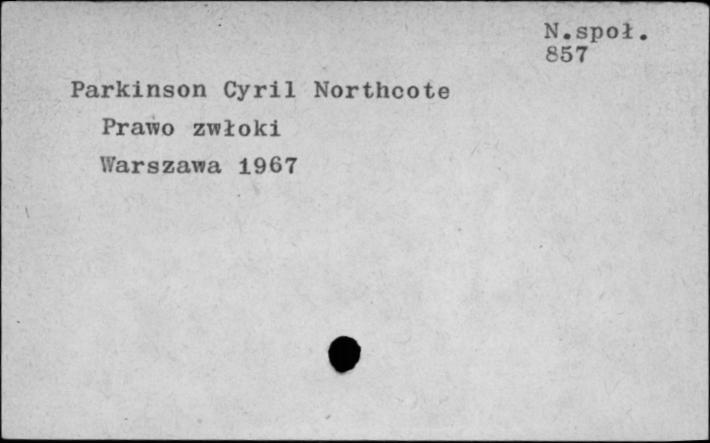 N.społ.
857
Parkinson Cyril Northcote
Prawo zwłoki
Warszawa 1967